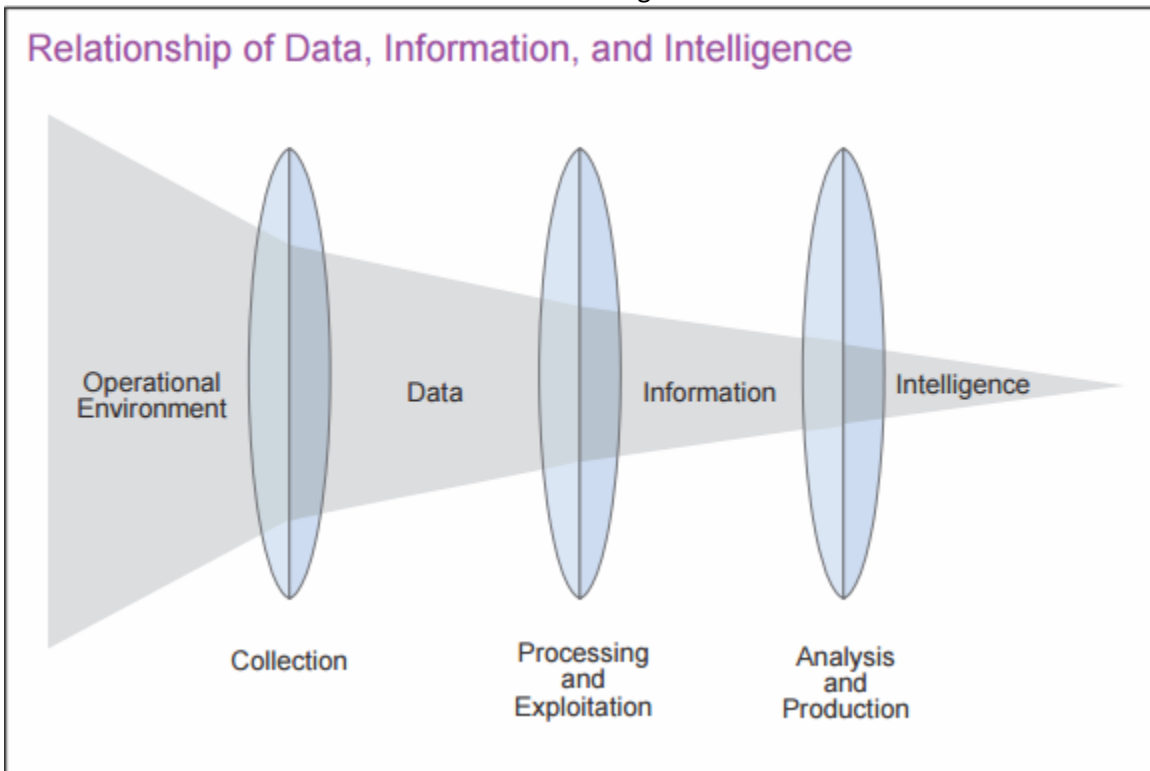 Relationship of Data, Information, and Intelligence
Operational
Environment
Data
Information
Intelligence
Collection
Processing
and
Exploitation
Analysis
and
Production